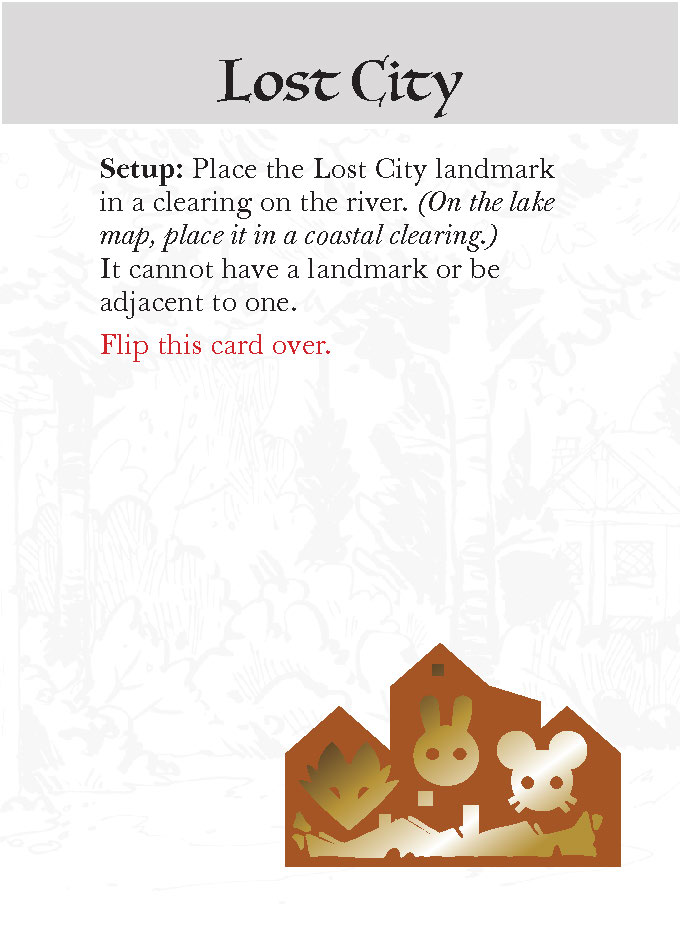 Lost City
Setup: Place the Lost City landmark
in a clearing on the river. (On the lake
map, place it in a coastal clearing.)
It cannot have a landmark or be
adjacent to one.
Flip this card over.